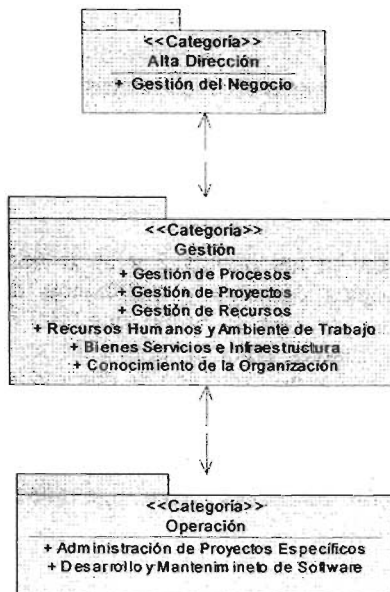 <<Categoría>>
Alta Dirección
+ Gestión del Negocio
<<Categoría>>
Gestión
+ Gestión de Procesos
+ Gestión de Proyectos
+ Gestión de Recursos
+ Recursos Humanos y Ambiente de Trabajo
+ Bienes Servicios e Infraestructura
+ Conocimiento de la Organización
<<Categoría>>
Operación
+ Administración de Proyectos Específicos
+ Desarrollo y Mantenimineto de Software